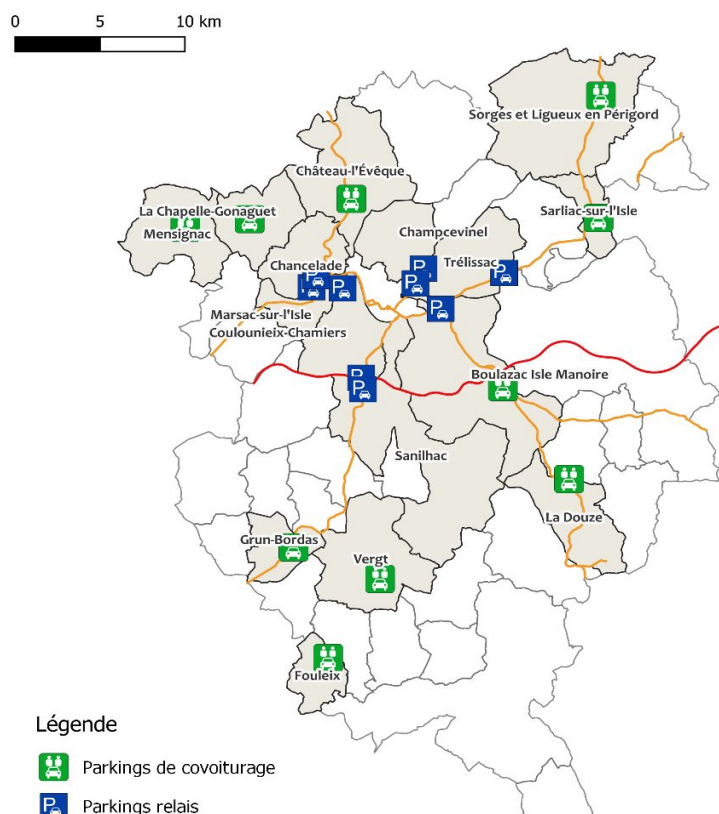 0 5 10 km
Sorges et Ligueux en Périgord
Château-l'Évêque
La Chapelle-Gonaguet
Sarliac-sur-l'Isle
Mensignac
Champcevinel
Chancelade
Trélissac
Marsac-sur-l'Isle
Coulounieix-Chamiers
Boulazac Isle Manoire
Sanilhac
La Douze
Grun-Bordas
Vergt
Fouleix
Légende
Parkings de covoiturage
P Parkings relais